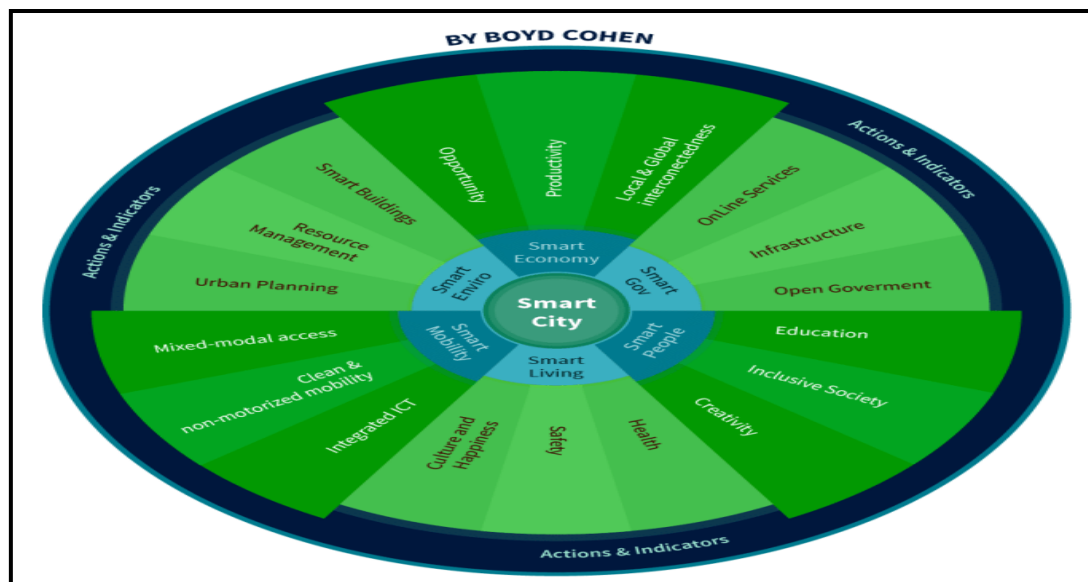 BY BOYD COHEN
Actions & Indicators
Actions & Indicators
Actions & Indicators
Smart
City
Smart
Economy
Opportunity
Productivity
Local & Global
interconectedness
Smart
Gov
OnLine Services
Infrastructure
Open Goverment
Smart
People
Education
Inclusive Society
Creativity
Smart
Living
Health
Safety
Culture and
Happiness
Smart
Mobility
Integrated ICT
Clean &
non-motorized mobility
Mixed-modal access
Smart
Enviro
Urban Planning
Resource
Management
Smart Buildings